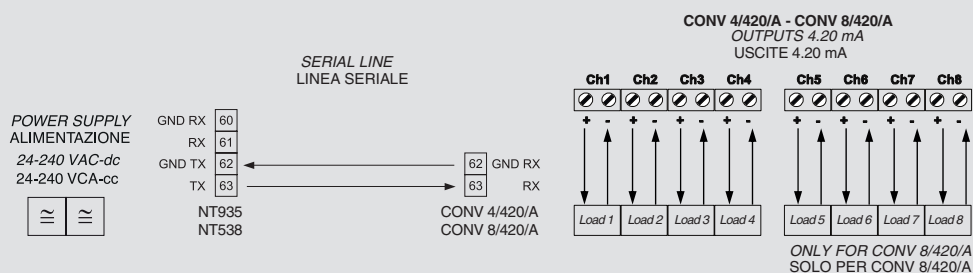 CONV 4/420/A - CONV 8/420/A
OUTPUTS 4.20 mA
USCITE 4.20 mA
SERIAL LINE
LINEA SERIALE
Ch1 Ch2 Ch3 Ch4 Ch5 Ch6 Ch7 Ch8
+ - + - + - + - + - + - + - + -
POWER SUPPLY
ALIMENTAZIONE
24-240 VAC-dc
24-240 VCA-cc
≅ ≅
GND RX 60
RX 61
GND TX 62
TX 63
NT935
NT538
62 GND RX
63 RX
CONV 4/420/A
CONV 8/420/A
Load 1 Load 2 Load 3 Load 4 Load 5 Load 6 Load 7 Load 8
ONLY FOR CONV 8/420/A
SOLO PER CONV 8/420/A